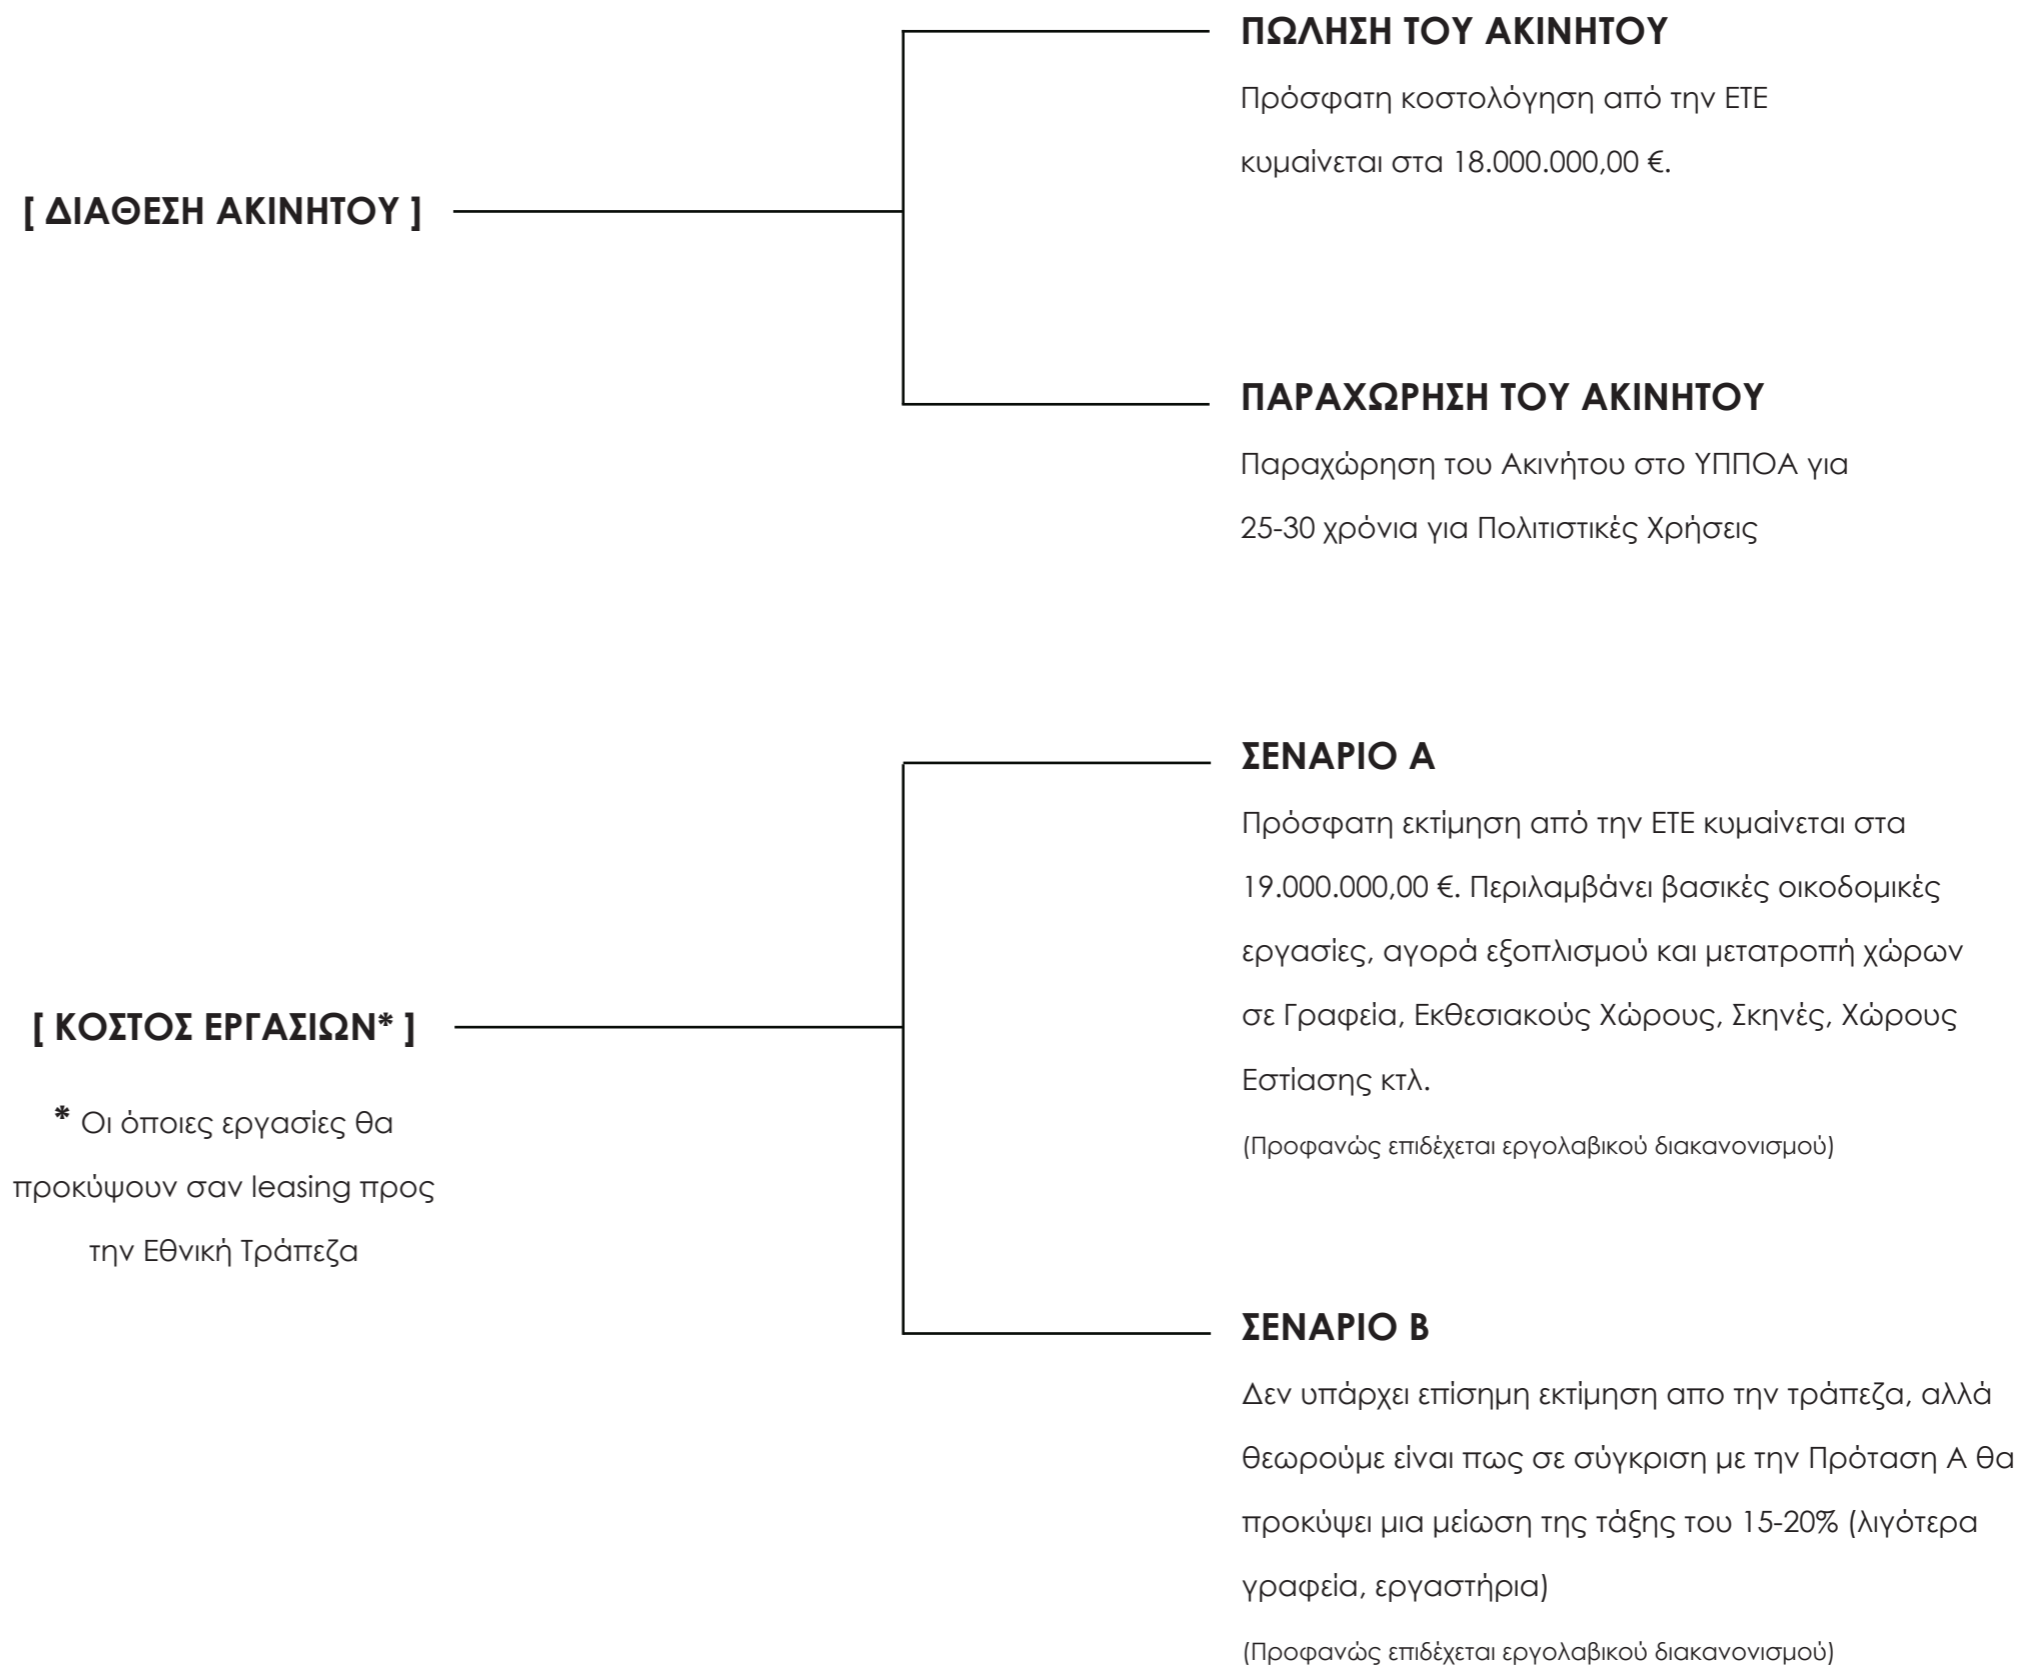 [ ΔΙΑΘΕΣΗ ΑΚΙΝΗΤΟΥ ]
ΠΩΛΗΣΗ ΤΟΥ ΑΚΙΝΗΤΟΥ
Πρόσφατη κοστολόγηση από την ΕΤΕ
κυμαίνεται στα 18.000.000,00 €.
ΠΑΡΑΧΩΡΗΣΗ ΤΟΥ ΑΚΙΝΗΤΟΥ
Παραχώρηση του Ακινήτου στο ΥΠΠΟΑ για
25-30 χρόνια για Πολιτιστικές Χρήσεις
[ ΚΟΣΤΟΣ ΕΡΓΑΣΙΩΝ* ]
* Οι όποιες εργασίες θα
προκύψουν σαν leasing προς
την Εθνική Τράπεζα
ΣΕΝΑΡΙΟ Α
Πρόσφατη εκτίμηση από την ΕΤΕ κυμαίνεται στα
19.000.000,00 €. Περιλαμβάνει βασικές οικοδομικές
εργασίες, αγορά εξοπλισμού και μετατροπή χώρων
σε Γραφεία, Εκθεσιακούς Χώρους, Σκηνές, Χώρους
Εστίασης κτλ.
(Προφανώς επιδέχεται εργολαβικού διακανονισμού)
ΣΕΝΑΡΙΟ Β
Δεν υπάρχει επίσημη εκτίμηση απο την τράπεζα, αλλά
θεωρούμε είναι πως σε σύγκριση με την Πρόταση Α θα
προκύψει μια μείωση της τάξης του 15-20% (λιγότερα
γραφεία, εργαστήρια)
(Προφανώς επιδέχεται εργολαβικού διακανονισμού)